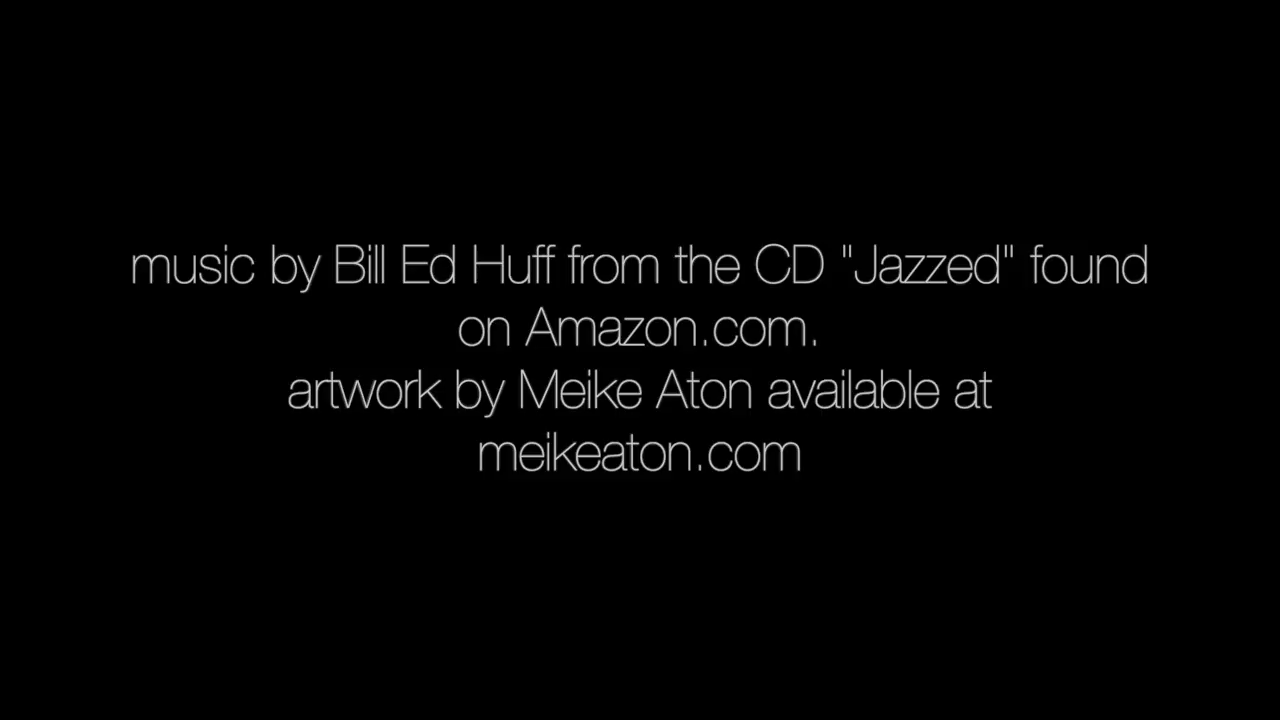 music by Bill Ed Huff from the CD "Jazzed" found
on Amazon.com.
artwork by Meike Aton available at
meikeaton.com